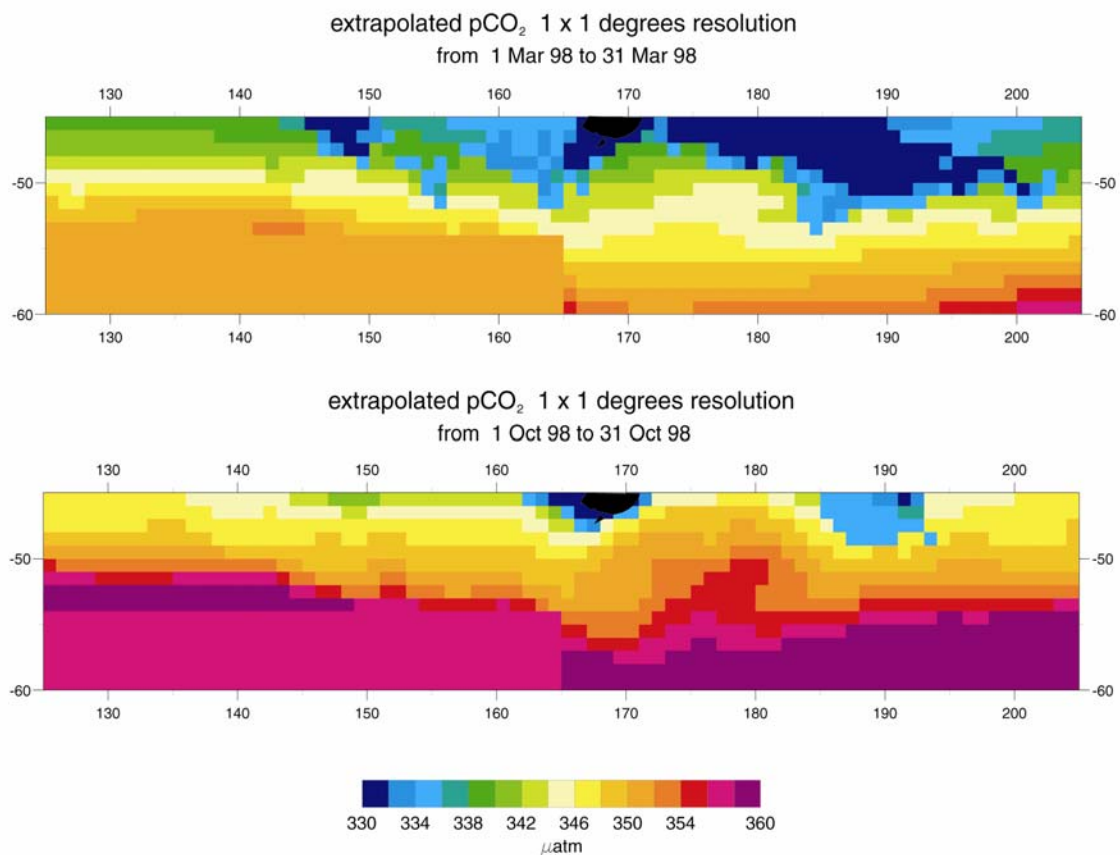 extrapolated pCO₂ 1 x 1 degrees resolution
from 1 Mar 98 to 31 Mar 98
130 140 150 160 170 180 190 200
-50 -50
-60 -60
130 140 150 160 170 180 190 200
extrapolated pCO₂ 1 x 1 degrees resolution
from 1 Oct 98 to 31 Oct 98
130 140 150 160 170 180 190 200
-50 -50
-60 -60
130 140 150 160 170 180 190 200
330 334 338 342 346 350 354 360
μatm